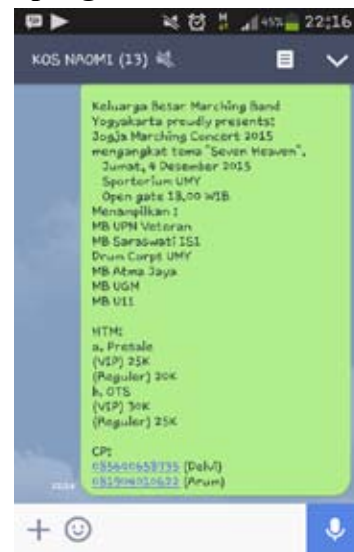 45% 22:16
KOS NAOMI (13)
Keluarga Besar Marching Band
Yogyakarta proudly presents:
Jogja Marching Concert 2015
mengangkat tema "Seven Heaven",
Jumat, 4 Desember 2015
Sportorium UMY
Open gate 18.00 WIB
Menampilkan :
MB UPN Veteran
MB Saraswati ISI
Drum Corps UMY
MB Atma Jaya
MB UGM
MB UII
HTM:
a. Presale
(VIP) 25K
(Reguler) 20K
b. OTS
(VIP) 30K
(Reguler) 25K
CP:
(Delvi)
(Arum)